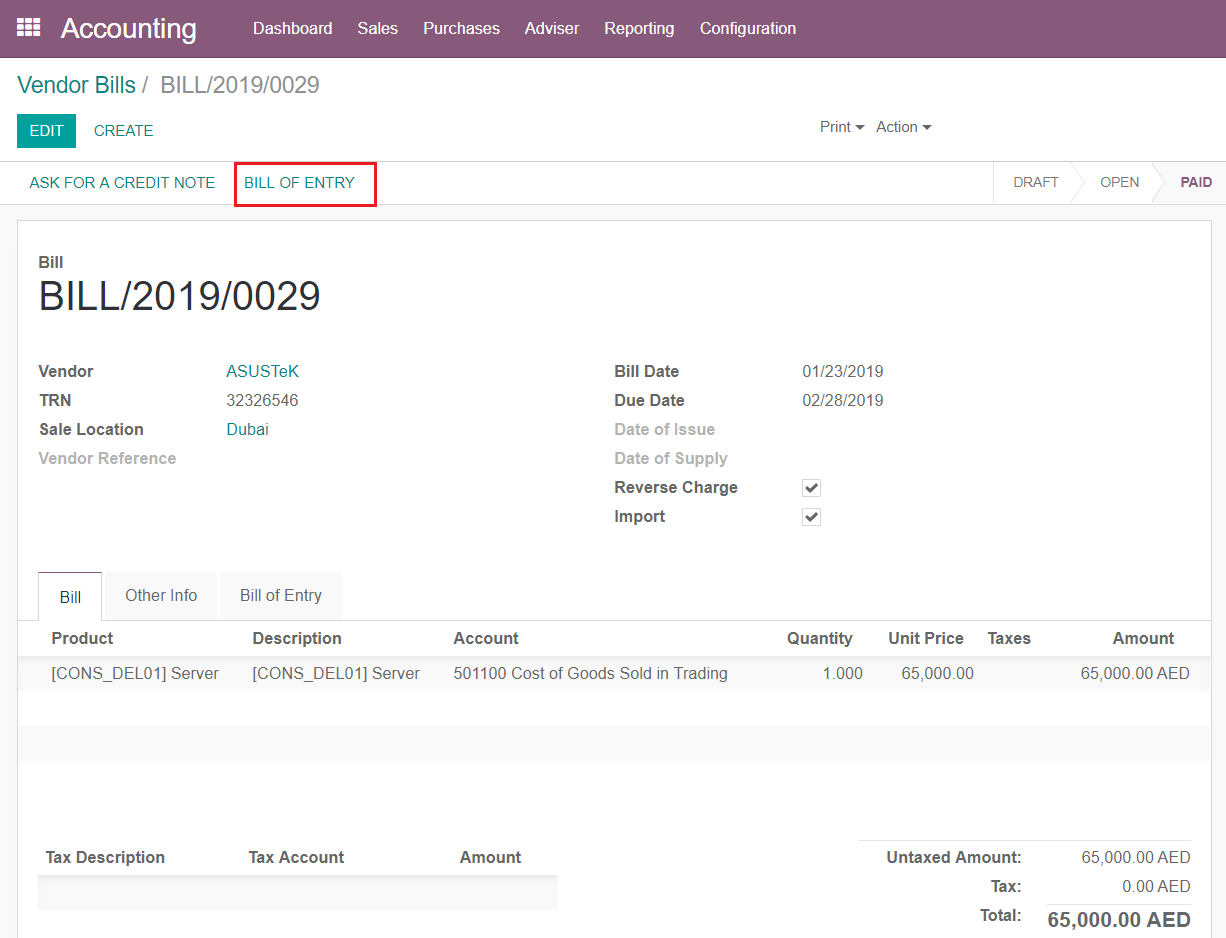 Accounting Dashboard Sales Purchases Adviser Reporting Configuration
Vendor Bills / BILL/2019/0029
EDIT CREATE Print Action
ASK FOR A CREDIT NOTE BILL OF ENTRY DRAFT OPEN PAID
Bill
BILL/2019/0029
Vendor ASUSTeK Bill Date 01/23/2019
TRN 32326546 Due Date 02/28/2019
Sale Location Dubai Date of Issue
Vendor Reference Date of Supply
Reverse Charge
Import
Bill Other Info Bill of Entry
Product Description Account Quantity Unit Price Taxes Amount
[CONS_DEL01] Server [CONS_DEL01] Server 501100 Cost of Goods Sold in Trading 1.000 65,000.00 65,000.00 AED
Tax Description Tax Account Amount Untaxed Amount: 65,000.00 AED
Tax: 0.00 AED
Total: 65,000.00 AED